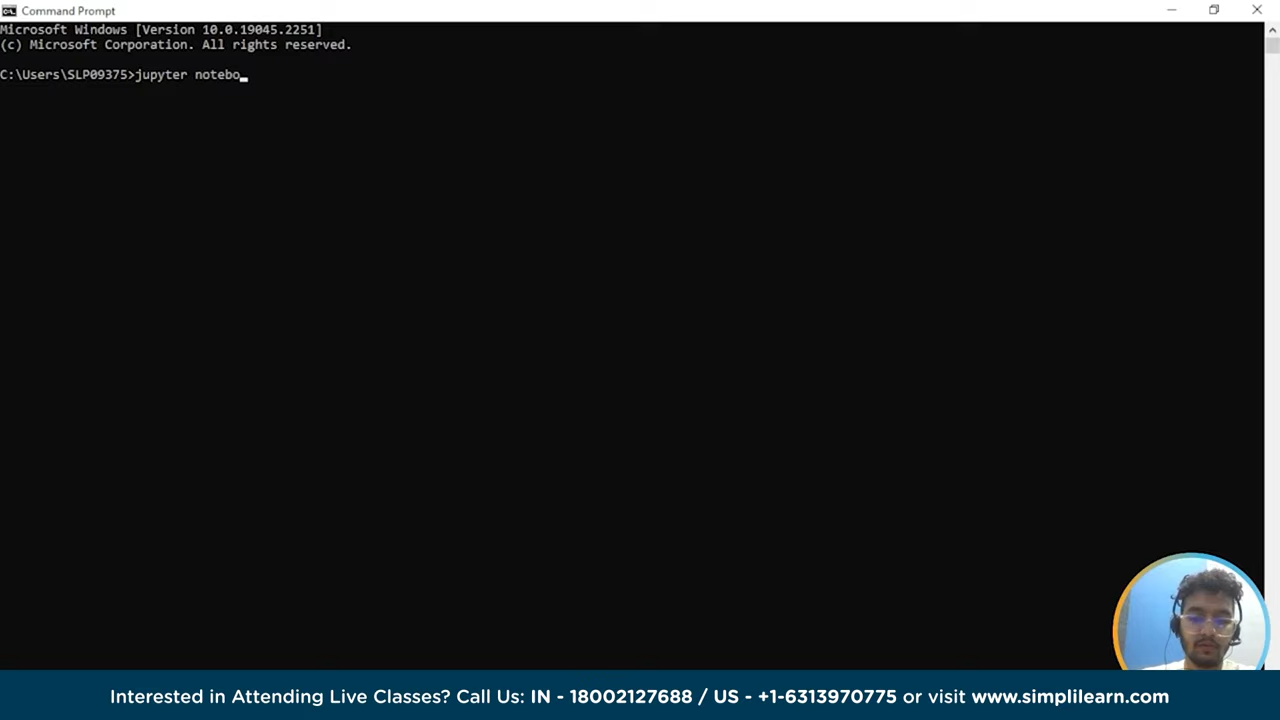 Command Prompt
Microsoft Windows [Version 10.0.19045.2251]
(c) Microsoft Corporation. All rights reserved.
C:\Users\SLP09375>jupyter notebo
Interested in Attending Live Classes? Call Us: IN - 18002127688 / US - +1-6313970775 or visit www.simplilearn.com